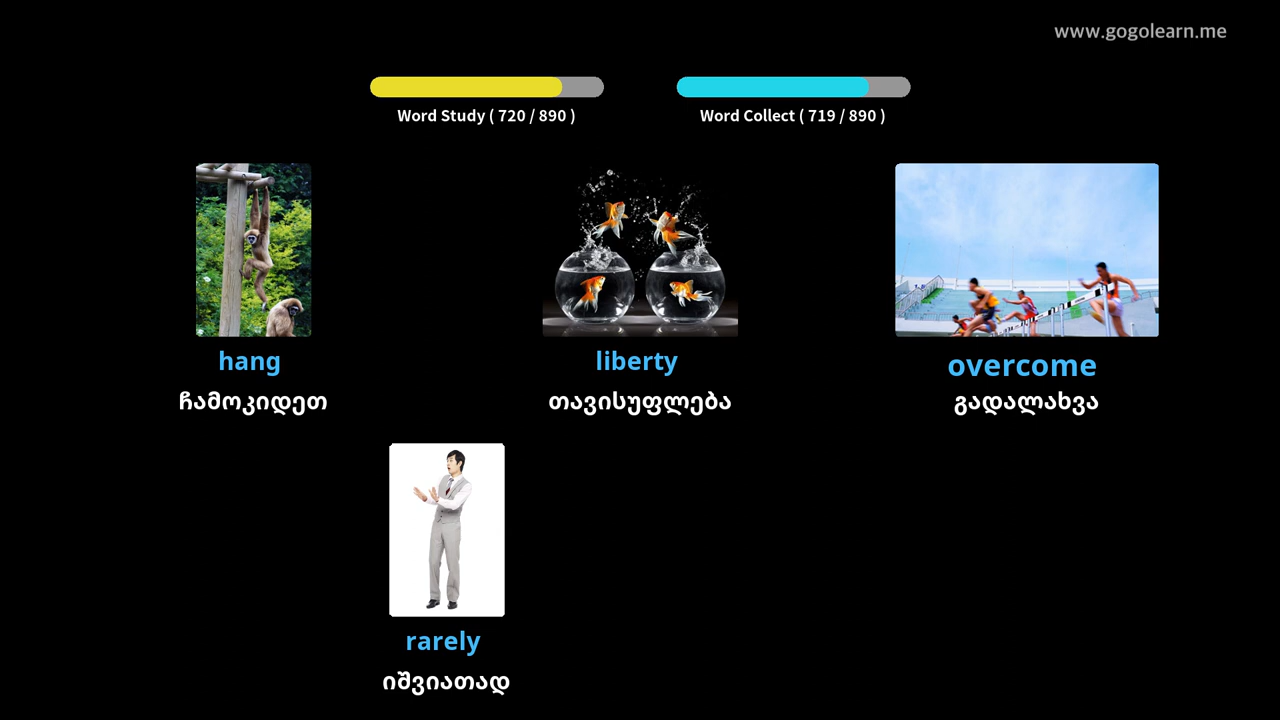 www.gogolearn.me
Word Study ( 720 / 890 )
Word Collect ( 719 / 890 )
hang
liberty
overcome
ჩამოკიდეთ
თავისუფლება
გადალახვა
rarely
იშვიათად